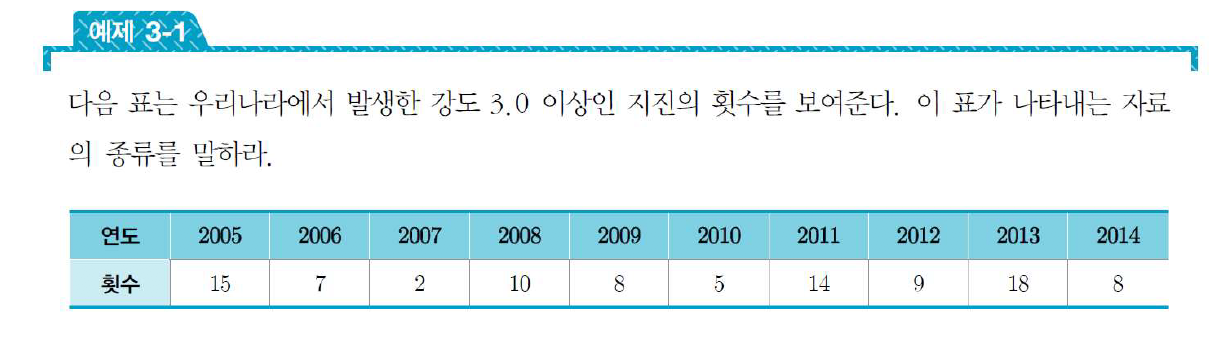 예제 3-1
다음 표는 우리나라에서 발생한 강도 3.0 이상인 지진의 횟수를 보여준다. 이 표가 나타내는 자료
의 종류를 말하라.
연도 2005 2006 2007 2008 2009 2010 2011 2012 2013 2014
횟수 15 7 2 10 8 5 14 9 18 8